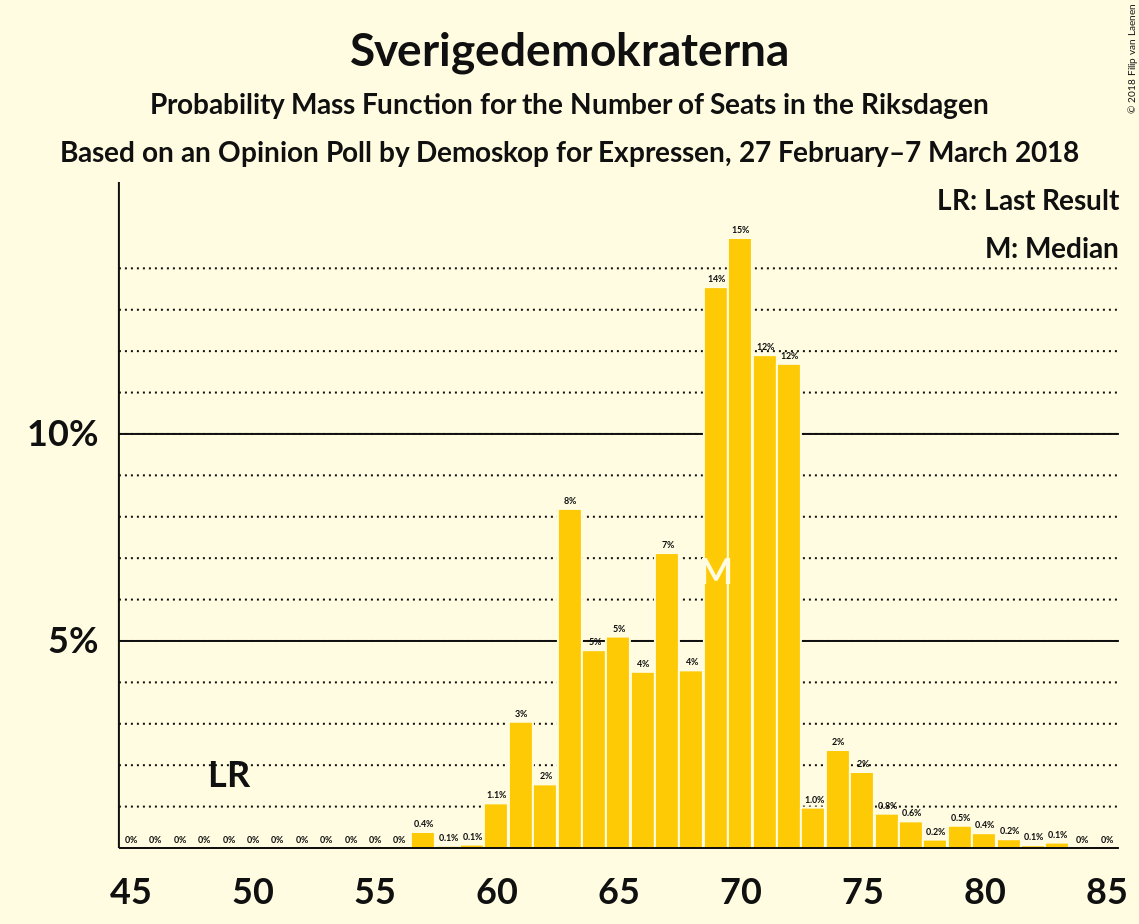 Sverigedemokraterna
Probability Mass Function for the Number of Seats in the Riksdagen
Based on an Opinion Poll by Demoskop for Expressen, 27 February–7 March 2018
© 2018 Filip van Laenen
LR: Last Result
M: Median
10%
5%
0% 0% 0% 0% 0% 0% 0% 0% 0% 0% 0% 0% 0.4% 0.1% 0.1% 1.1% 3% 2% 8% 5% 5% 4% 7% 4% 14% 15% 12% 12% 1.0% 2% 2% 0.8% 0.6% 0.2% 0.5% 0.4% 0.2% 0.1% 0.1% 0% 0%
M
LR
45 50 55 60 65 70 75 80 85